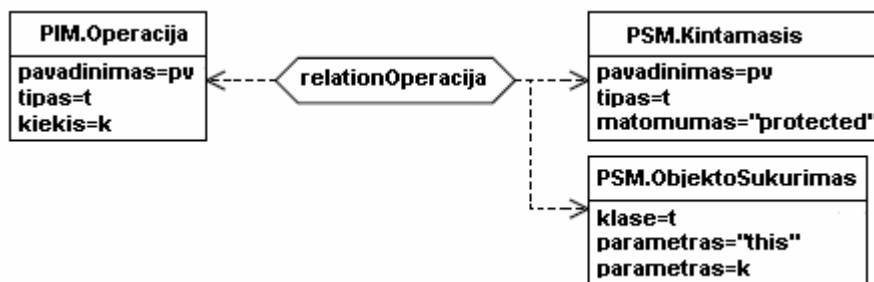 PIM.Operacija
pavadinimas=pv
tipas=t
kiekis=k
relationOperacija
PSM.Kintamasis
pavadinimas=pv
tipas=t
matomumas="protected"
PSM.ObjektoSukurimas
klase=t
parametras="this"
parametras=k